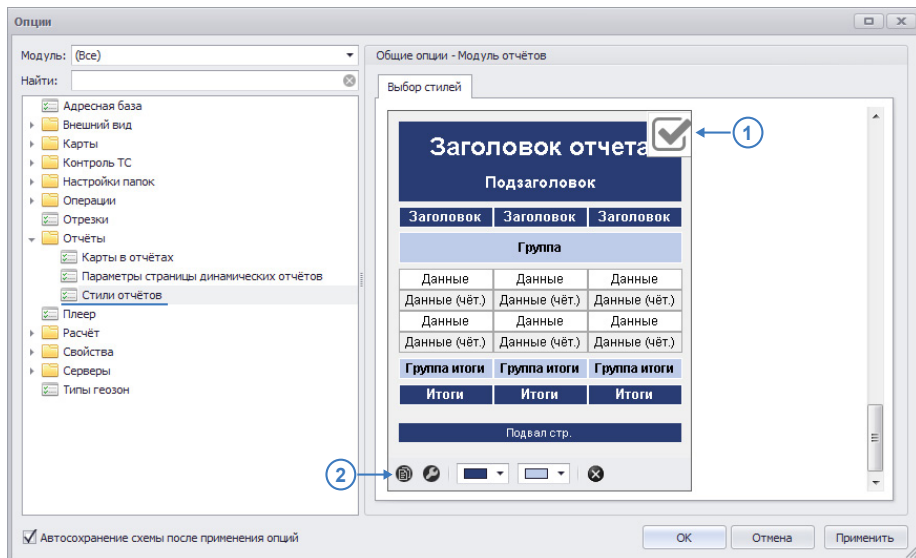 Опции
Модуль: (Все)
Найти:
Адресная база
Внешний вид
Карты
Контроль ТС
Настройки папок
Операции
Отрезки
Отчёты
Карты в отчётах
Параметры страницы динамических отчётов
Стили отчётов
Плеер
Расчёт
Свойства
Серверы
Типы геозон
Общие опции - Модуль отчётов
Выбор стилей
Заголовок отчета
Подзаголовок
Заголовок Заголовок Заголовок
Группа
Данные Данные Данные
Данные (чёт.) Данные (чёт.) Данные (чёт.)
Данные Данные Данные
Данные (чёт.) Данные (чёт.) Данные (чёт.)
Группа итоги Группа итоги Группа итоги
Итоги Итоги Итоги
Подвал стр.
1
2
Автосохранение схемы после применения опций
ОК Отмена Применить